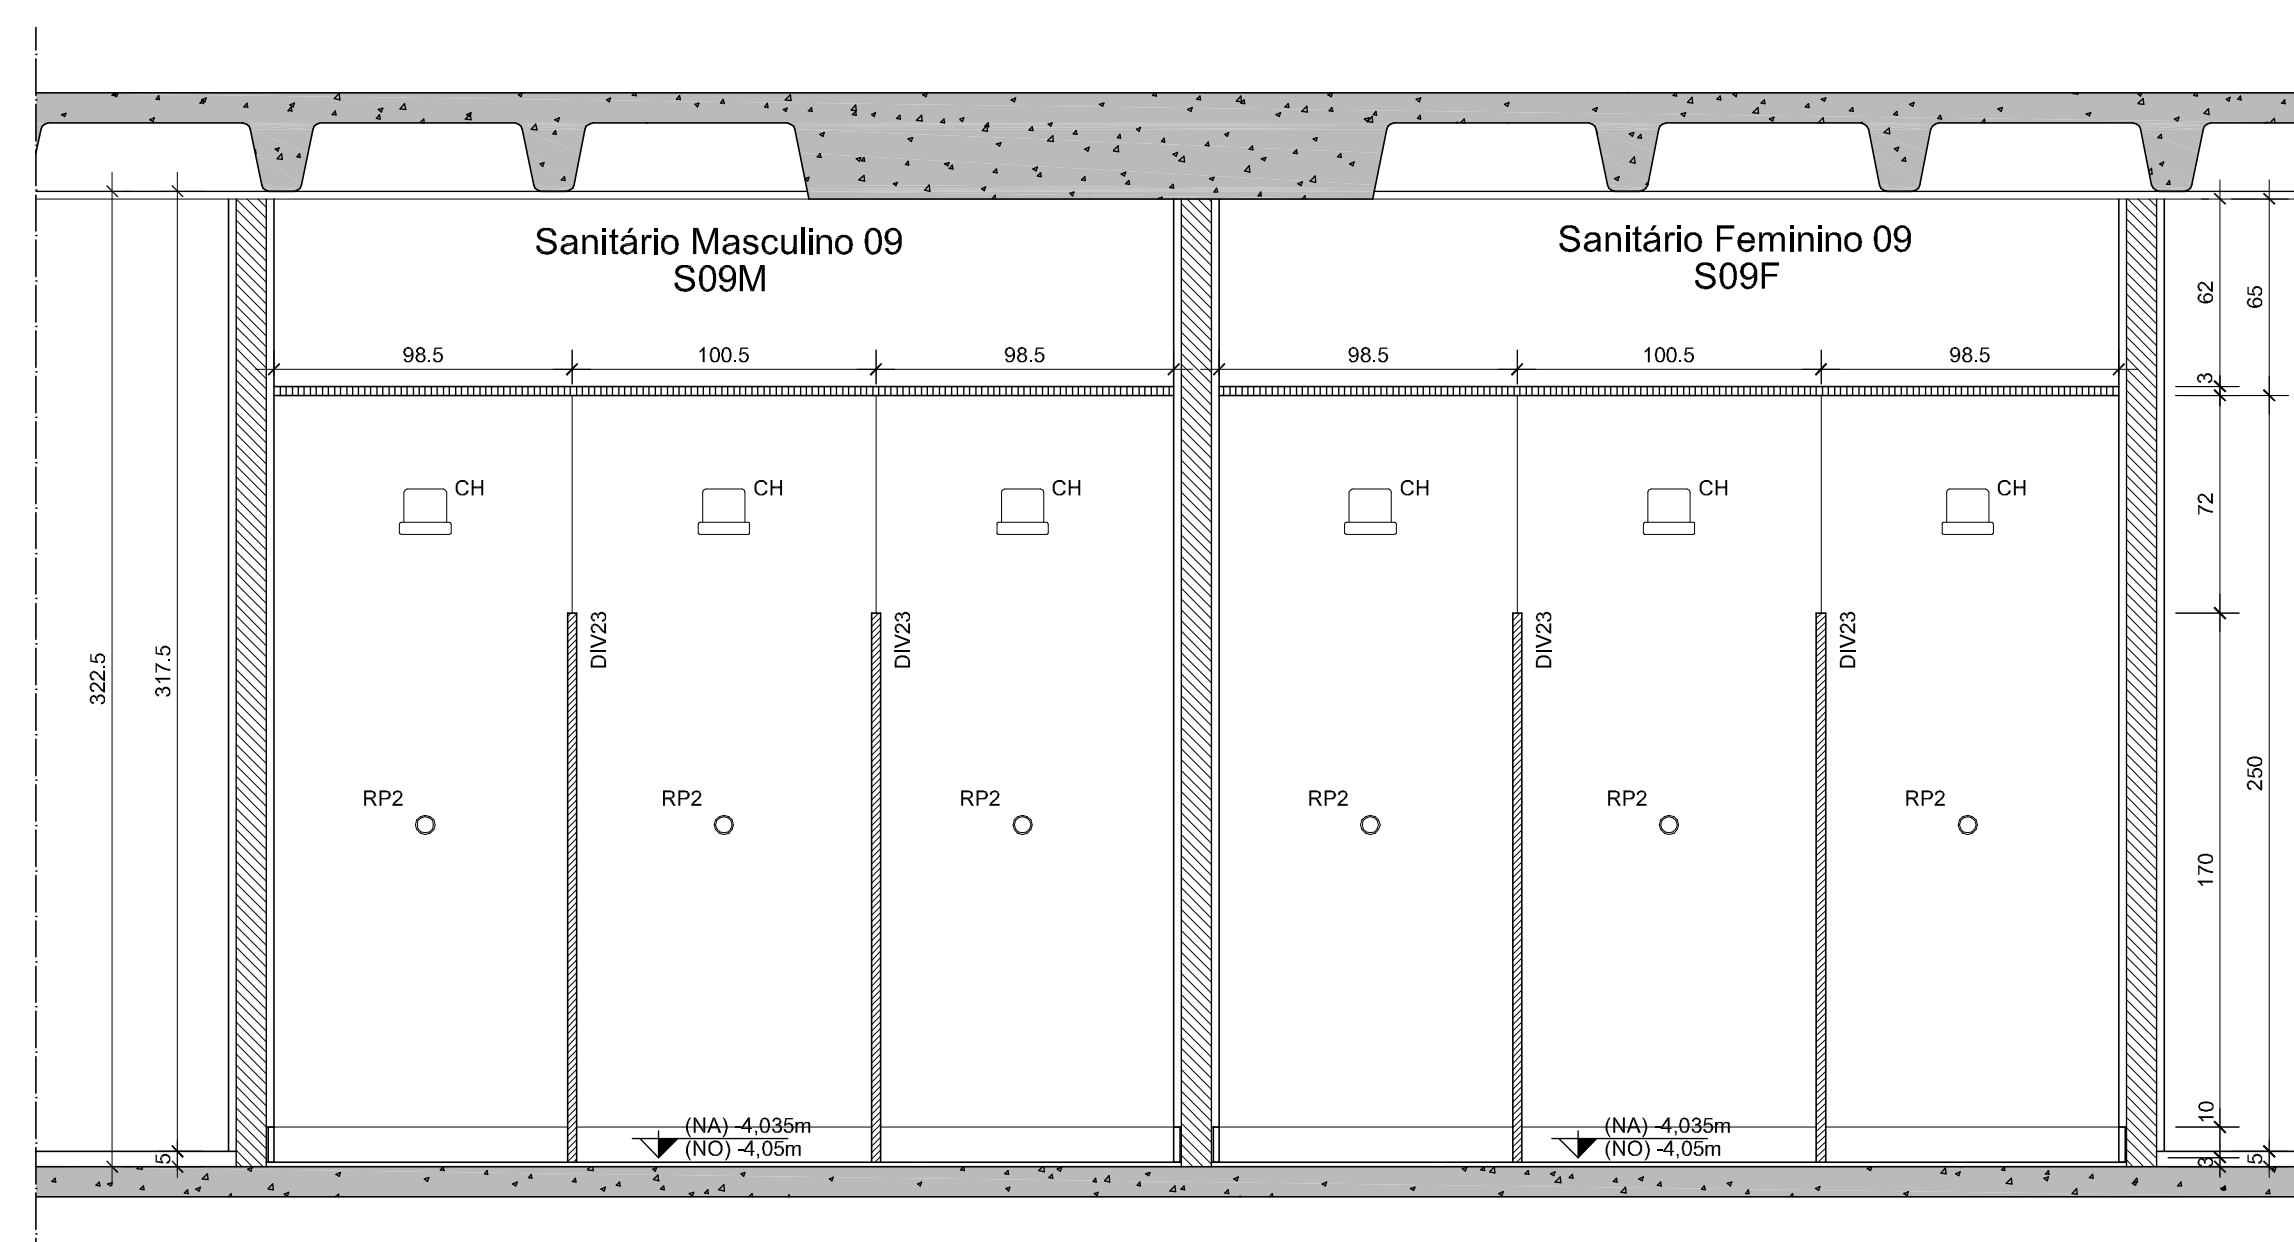 Sanitário Masculino 09
S09M
Sanitário Feminino 09
S09F
98.5 100.5 98.5 98.5 100.5 98.5
62
65
3
CH CH CH CH CH CH
72
DIV23 DIV23 DIV23 DIV23
322.5
317.5
250
RP2 RP2 RP2 RP2 RP2 RP2
170
10
(NA) -4,035m
(NO) -4,05m
(NA) -4,035m
(NO) -4,05m
5
3
5